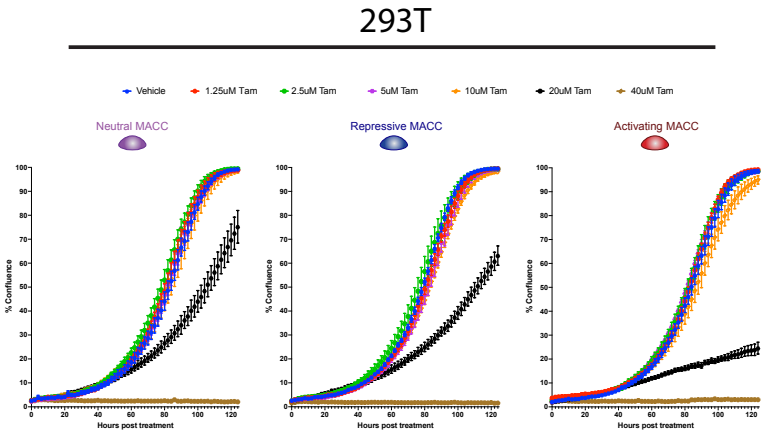 293T
Vehicle 1.25uM Tam 2.5uM Tam 5uM Tam 10uM Tam 20uM Tam 40uM Tam
Neutral MACC Repressive MACC Activating MACC
100 100 100
90 90 90
80 80 80
70 70 70
60 60 60
50 50 50
40 40 40
30 30 30
20 20 20
10 10 10
0 0 0
% Confluence % Confluence % Confluence
0 20 40 60 80 100 120 0 20 40 60 80 100 120 0 20 40 60 80 100 120
Hours post treatment Hours post treatment Hours post treatment